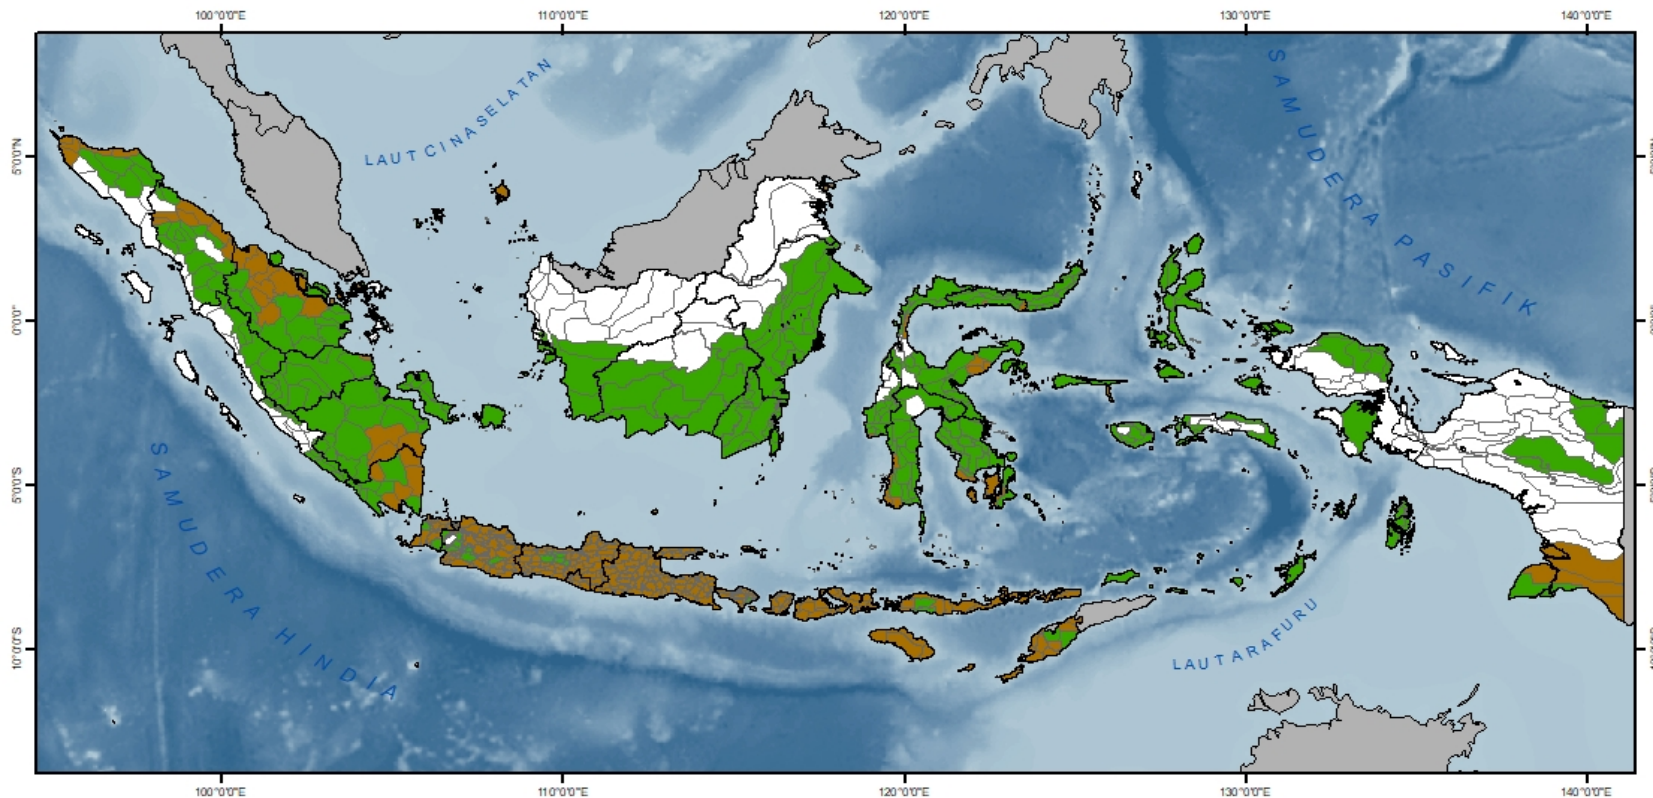 100°0'0"E 110°0'0"E 120°0'0"E 130°0'0"E 140°0'0"E
LAUT CINA SELATAN
SAMUDERA PASIFIK
5°0'0"N
0°0'0"
5°0'0"S
10°0'0"S
SAMUDERA HINDIA
LAUT ARAFURU
100°0'0"E 110°0'0"E 120°0'0"E 130°0'0"E 140°0'0"E